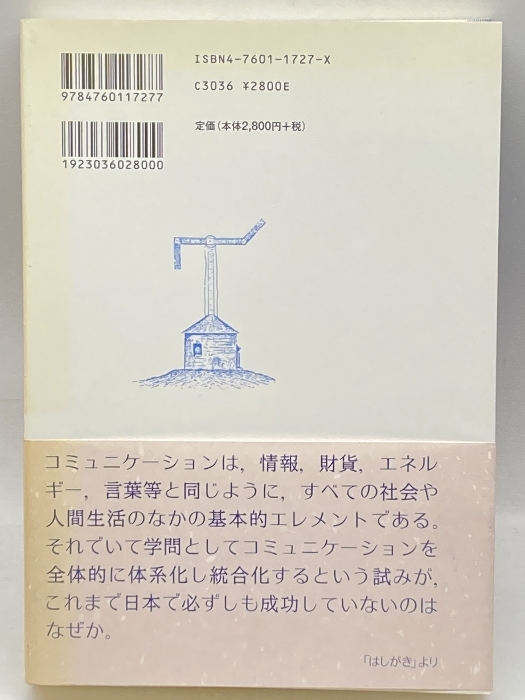 ISBN4-7601-1727-X
9784760117277
C3036 ¥2800E
定価(本体2,800円+税)
1923036028000
コミュニケーションは,情報,財貨,エネル
ギー,言葉等と同じように,すべての社会や
人間生活のなかの基本的エレメントである。
それでいて学問としてコミュニケーションを
全体的に体系化し統合化するという試みが,
これまで日本で必ずしも成功していないのは
なぜか。
「はしがき」より